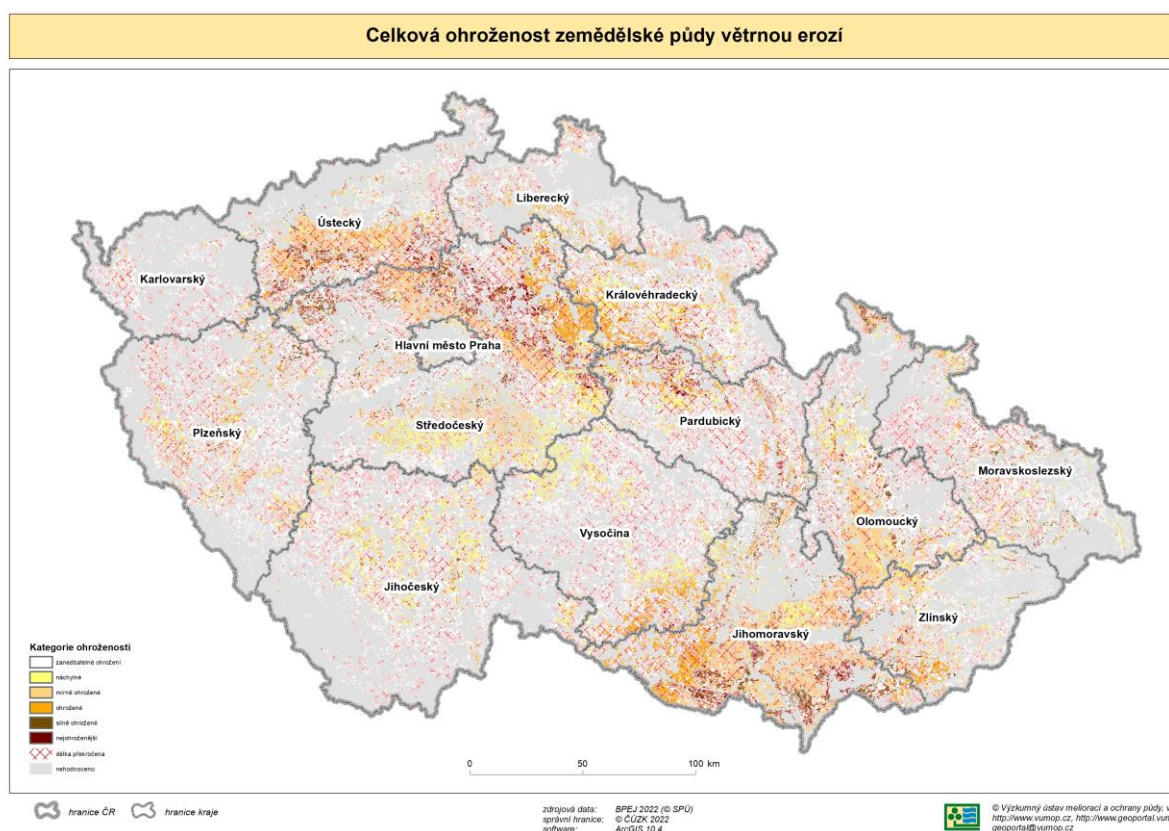 Celková ohroženost zemědělské půdy větrnou erozí
Liberecký
Ústecký
Karlovarský
Královéhradecký
Hlavní město Praha
Středočeský
Pardubický
Plzeňský
Moravskoslezský
Olomoucký
Vysočina
Jihočeský
Zlínský
Jihomoravský
Kategorie ohroženosti
zanedbatelné ohrožení
náchylné
mírně ohrožené
ohrožené
silně ohrožené
nejohroženější
délka překročena
nehodnoceno
0 50 100 km
hranice ČR
hranice kraje
zdrojová data: BPEJ 2022 (© SPÚ)
správní hranice: © ČÚZK 2022
software: ArcGIS 10.4
© Výzkumný ústav meliorací a ochrany půdy, v
http://www.vumop.cz, http://www.geoportal.vum
geoportal@vumop.cz